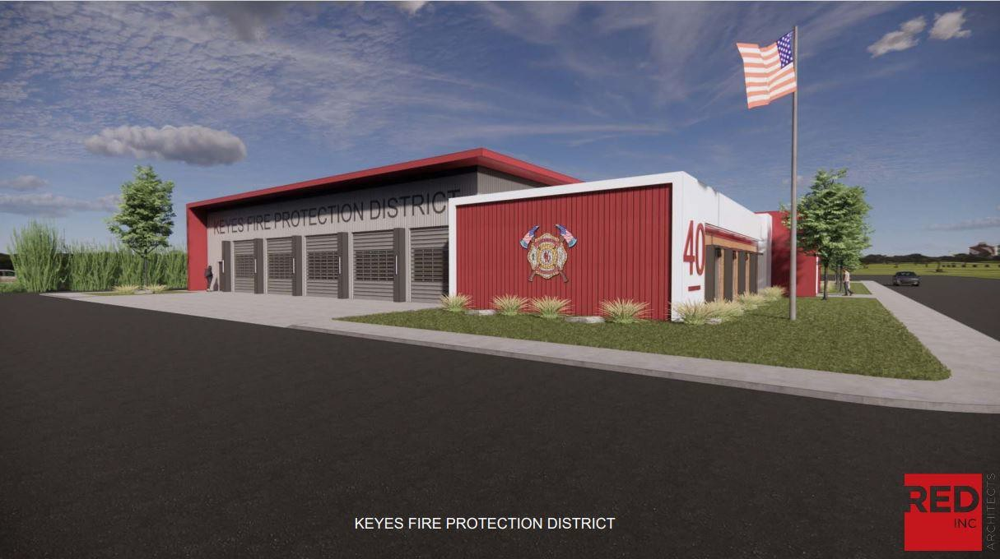 KEYES FIRE PROTECTION DISTRICT
40
KEYES FIRE PROTECTION DISTRICT
RED
INC
ARCHITECTS